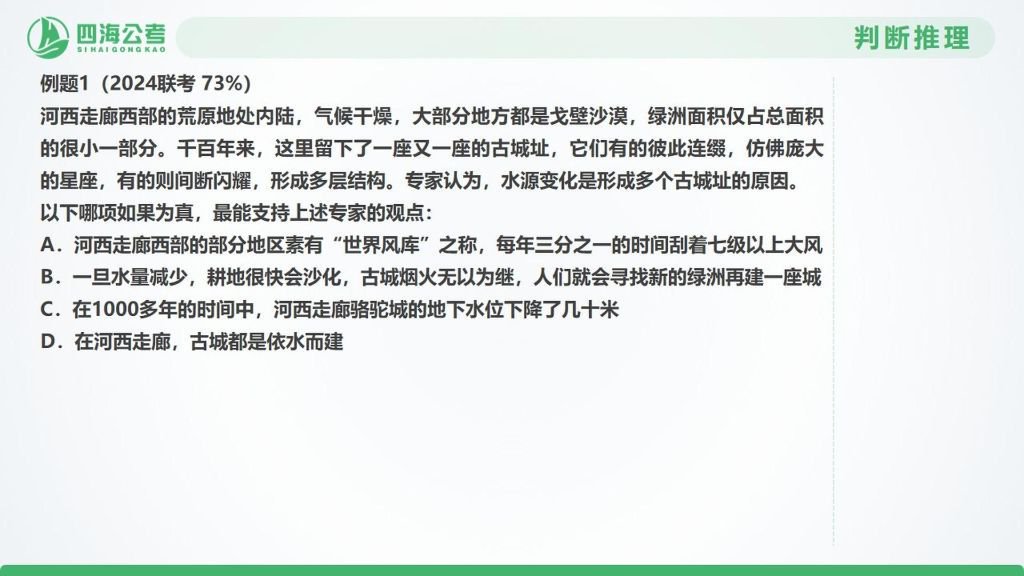 四海公考
SIHAIGONGKAO
判断推理
例题1（2024联考 73%）
河西走廊西部的荒原地处内陆，气候干燥，大部分地方都是戈壁沙漠，绿洲面积仅占总面积
的很小一部分。千百年来，这里留下了一座又一座的古城址，它们有的彼此连缀，仿佛庞大
的星座，有的则间断闪耀，形成多层结构。专家认为，水源变化是形成多个古城址的原因。
以下哪项如果为真，最能支持上述专家的观点：
A．河西走廊西部的部分地区素有“世界风库”之称，每年三分之一的时间刮着七级以上大风
B．一旦水量减少，耕地很快会沙化，古城烟火无以为继，人们就会寻找新的绿洲再建一座城
C．在1000多年的时间中，河西走廊骆驼城的地下水位下降了几十米
D．在河西走廊，古城都是依水而建